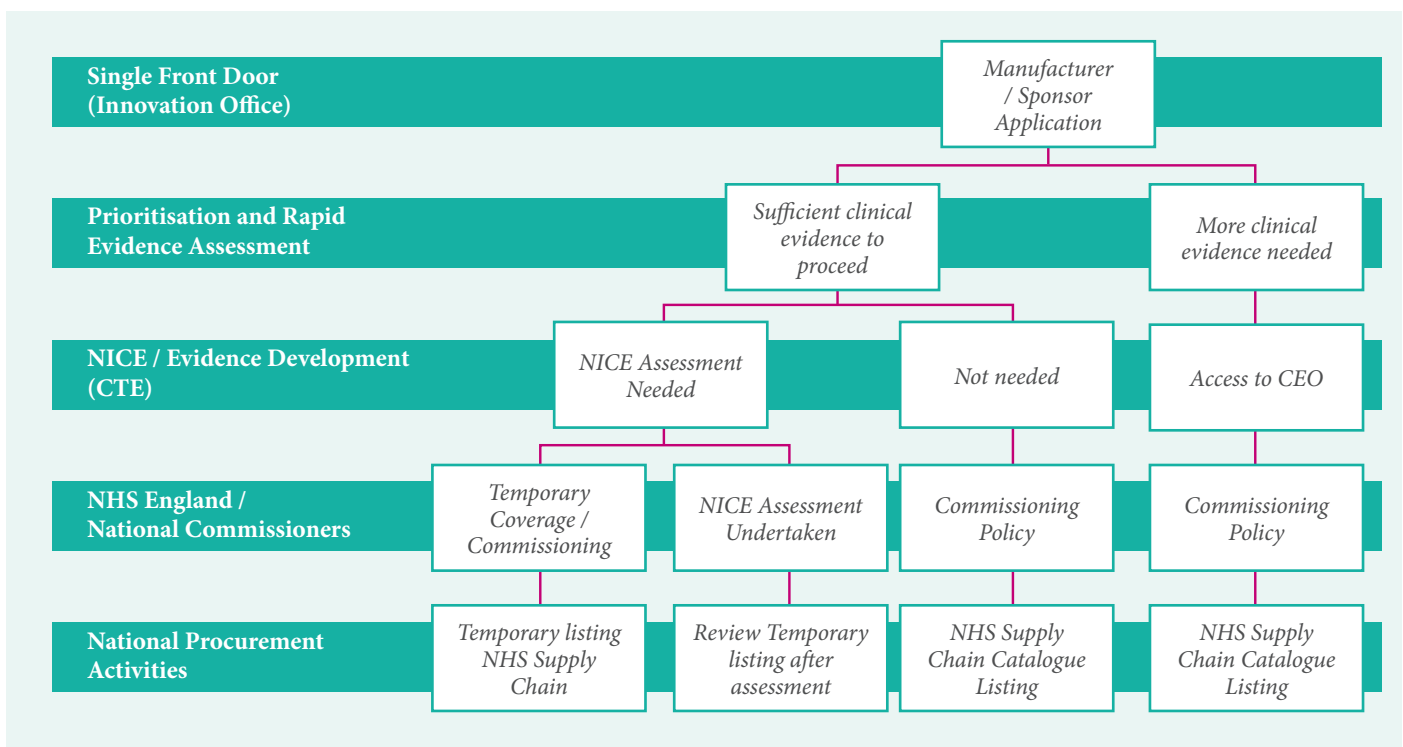 Single Front Door
(Innovation Office)
Manufacturer
/ Sponsor
Application
Prioritisation and Rapid
Evidence Assessment
Sufficient clinical
evidence to
proceed
More clinical
evidence needed
NICE / Evidence Development
(CTE)
NICE Assessment
Needed
Not needed
Access to CEO
NHS England /
National Commissioners
Temporary
Coverage /
Commissioning
NICE Assessment
Undertaken
Commissioning
Policy
Commissioning
Policy
National Procurement
Activities
Temporary listing
NHS Supply
Chain
Review Temporary
listing after
assessment
NHS Supply
Chain Catalogue
Listing
NHS Supply
Chain Catalogue
Listing